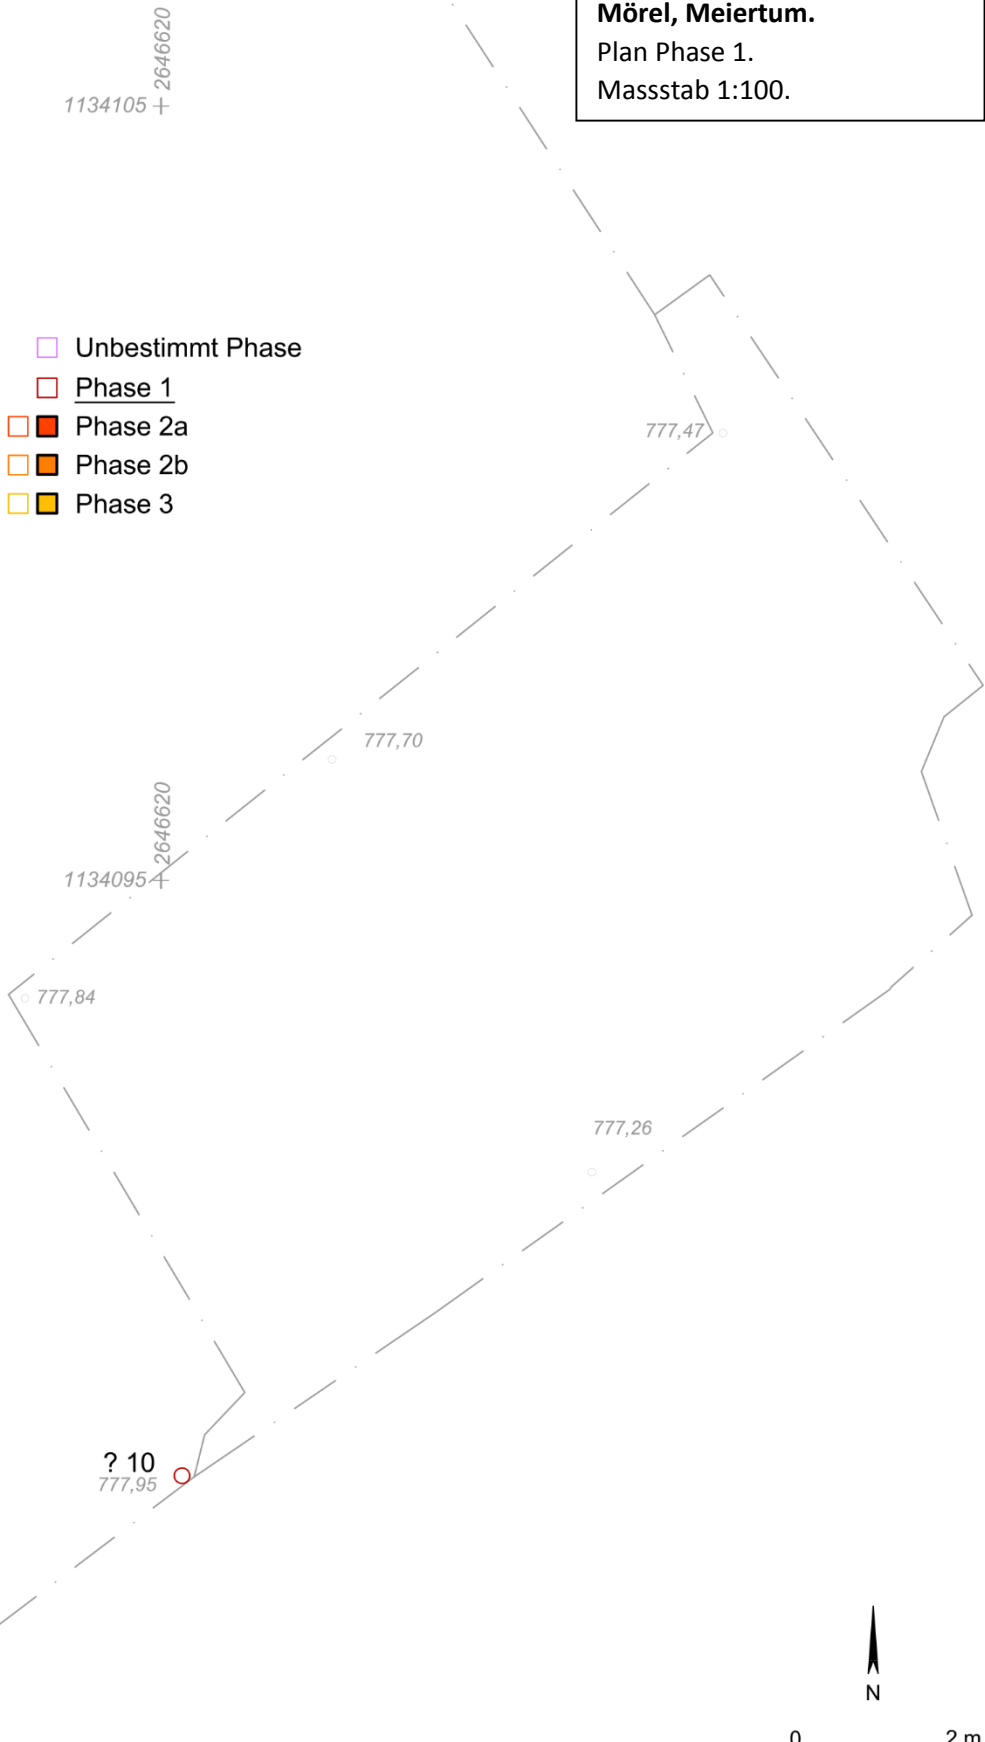 Mörel, Meiertum.
Plan Phase 1.
Massstab 1:100.
2646620
1134105
Unbestimmt Phase
Phase 1
Phase 2a
Phase 2b
Phase 3
777,47
777,70
2646620
1134095
777,84
777,26
? 10
777,95
N
0 2 m